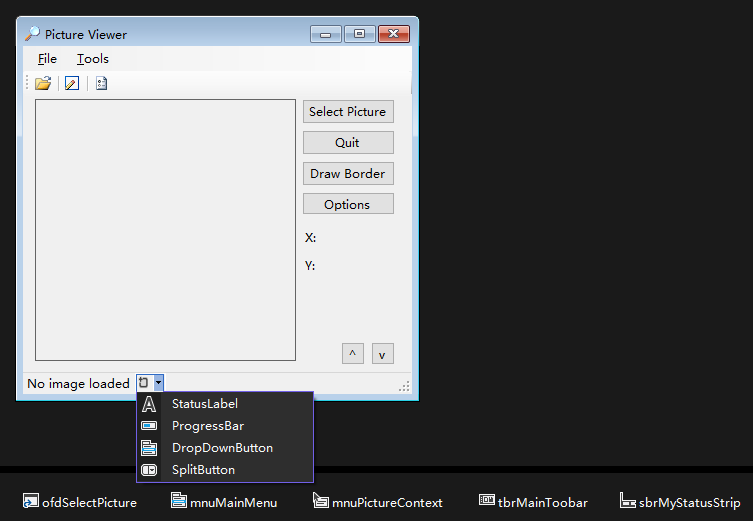 Picture Viewer
File Tools
Select Picture
Quit
Draw Border
Options
X:
Y:
^ v
No image loaded
StatusLabel
ProgressBar
DropDownButton
SplitButton
ofdSelectPicture mnuMainMenu mnuPictureContext tbrMainToobar sbrMyStatusStrip